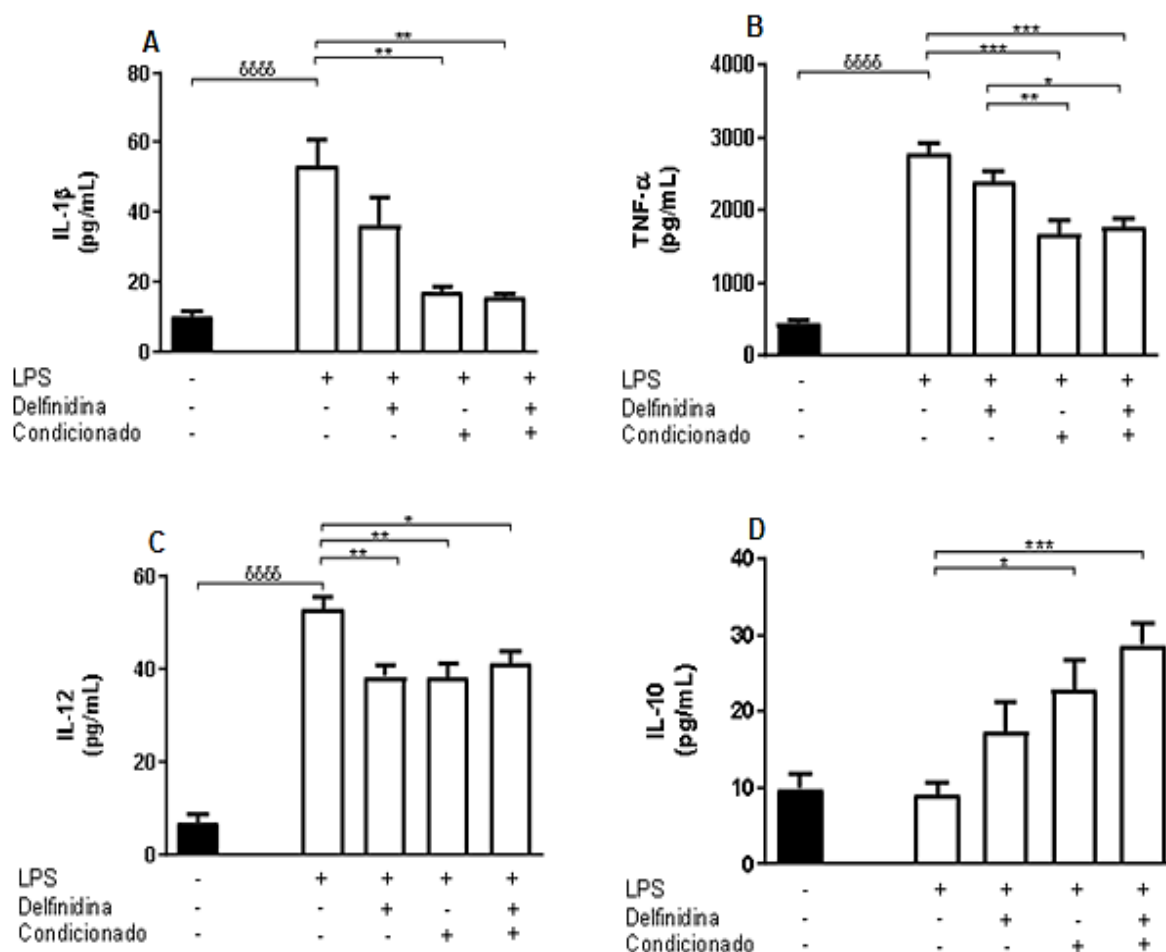 A
**
**
δδδδ
80
60
40
20
0
IL-1β
(pg/mL)
LPS - + + + +
Delfinidina - - + - +
Condicionado - - - + +
B
***
***
δδδδ
*
**
4000
3000
2000
1000
0
TNF-α
(pg/mL)
LPS - + + + +
Delfinidina - - + - +
Condicionado - - - + +
C
*
**
**
δδδδ
60
40
20
0
IL-12
(pg/mL)
LPS - + + + +
Delfinidina - - + - +
Condicionado - - - + +
D
***
*
40
30
20
10
0
IL-10
(pg/mL)
LPS - + + + +
Delfinidina - - + - +
Condicionado - - - + +